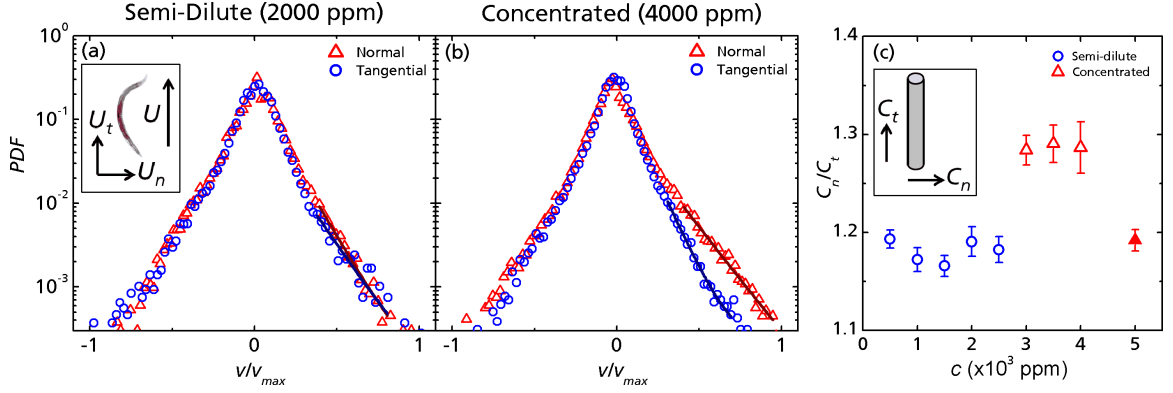 Semi-Dilute (2000 ppm)
Concentrated (4000 ppm)
(a)
Normal
Tangential
U
U_t
U_n
PDF
10^0
10^-1
10^-2
10^-3
-1
0
1
v/v_max
(b)
Normal
Tangential
-1
0
1
v/v_max
(c)
Semi-dilute
Concentrated
C_t
C_n
C_n/C_t
1.4
1.3
1.2
1.1
0
1
2
3
4
5
c (x10^3 ppm)